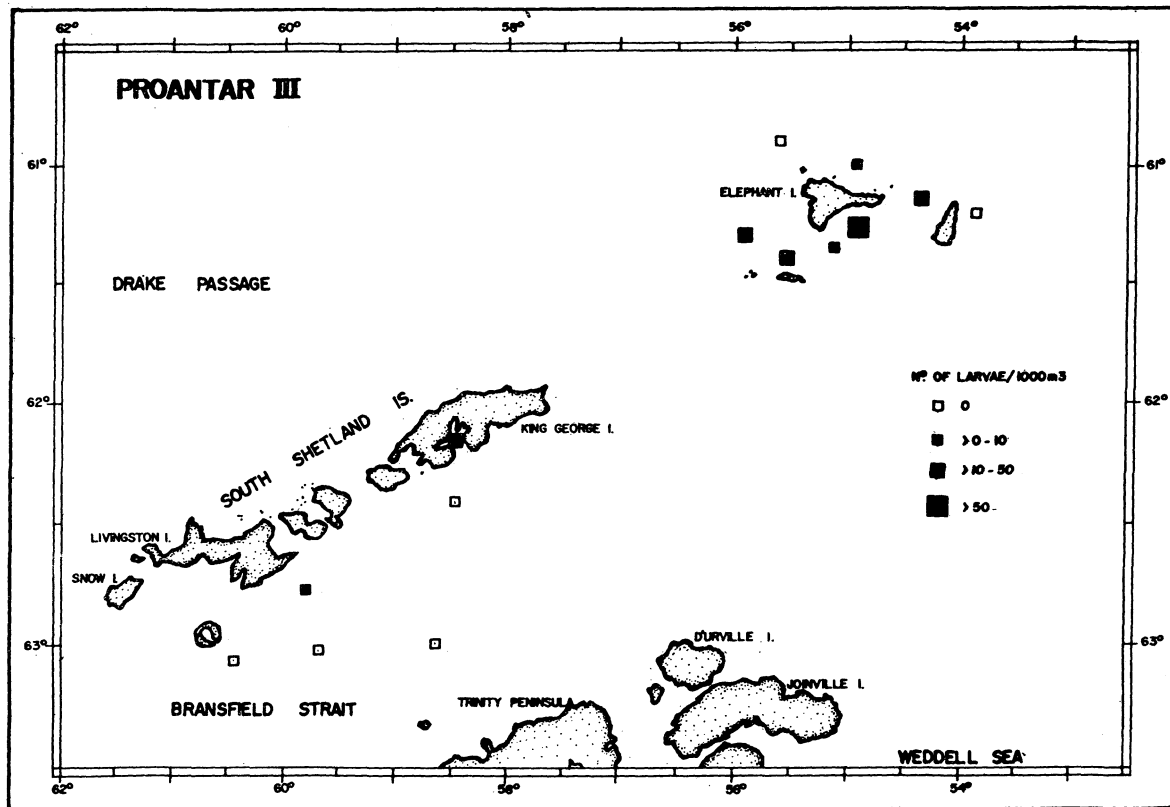 62° 60° 58° 56° 54°
PROANTAR III
61° 61°
ELEPHANT I.
DRAKE PASSAGE
Nº OF LARVAE/1000m3
0
>0-10
>10-50
>50-
62° 62°
SOUTH SHETLAND IS.
KING GEORGE I.
LIVINGSTON I.
SNOW I.
63° 63°
D'URVILLE I.
JOINVILLE I.
TRINITY PENINSULA
BRANSFIELD STRAIT
WEDDELL SEA
62° 60° 58° 56° 54°